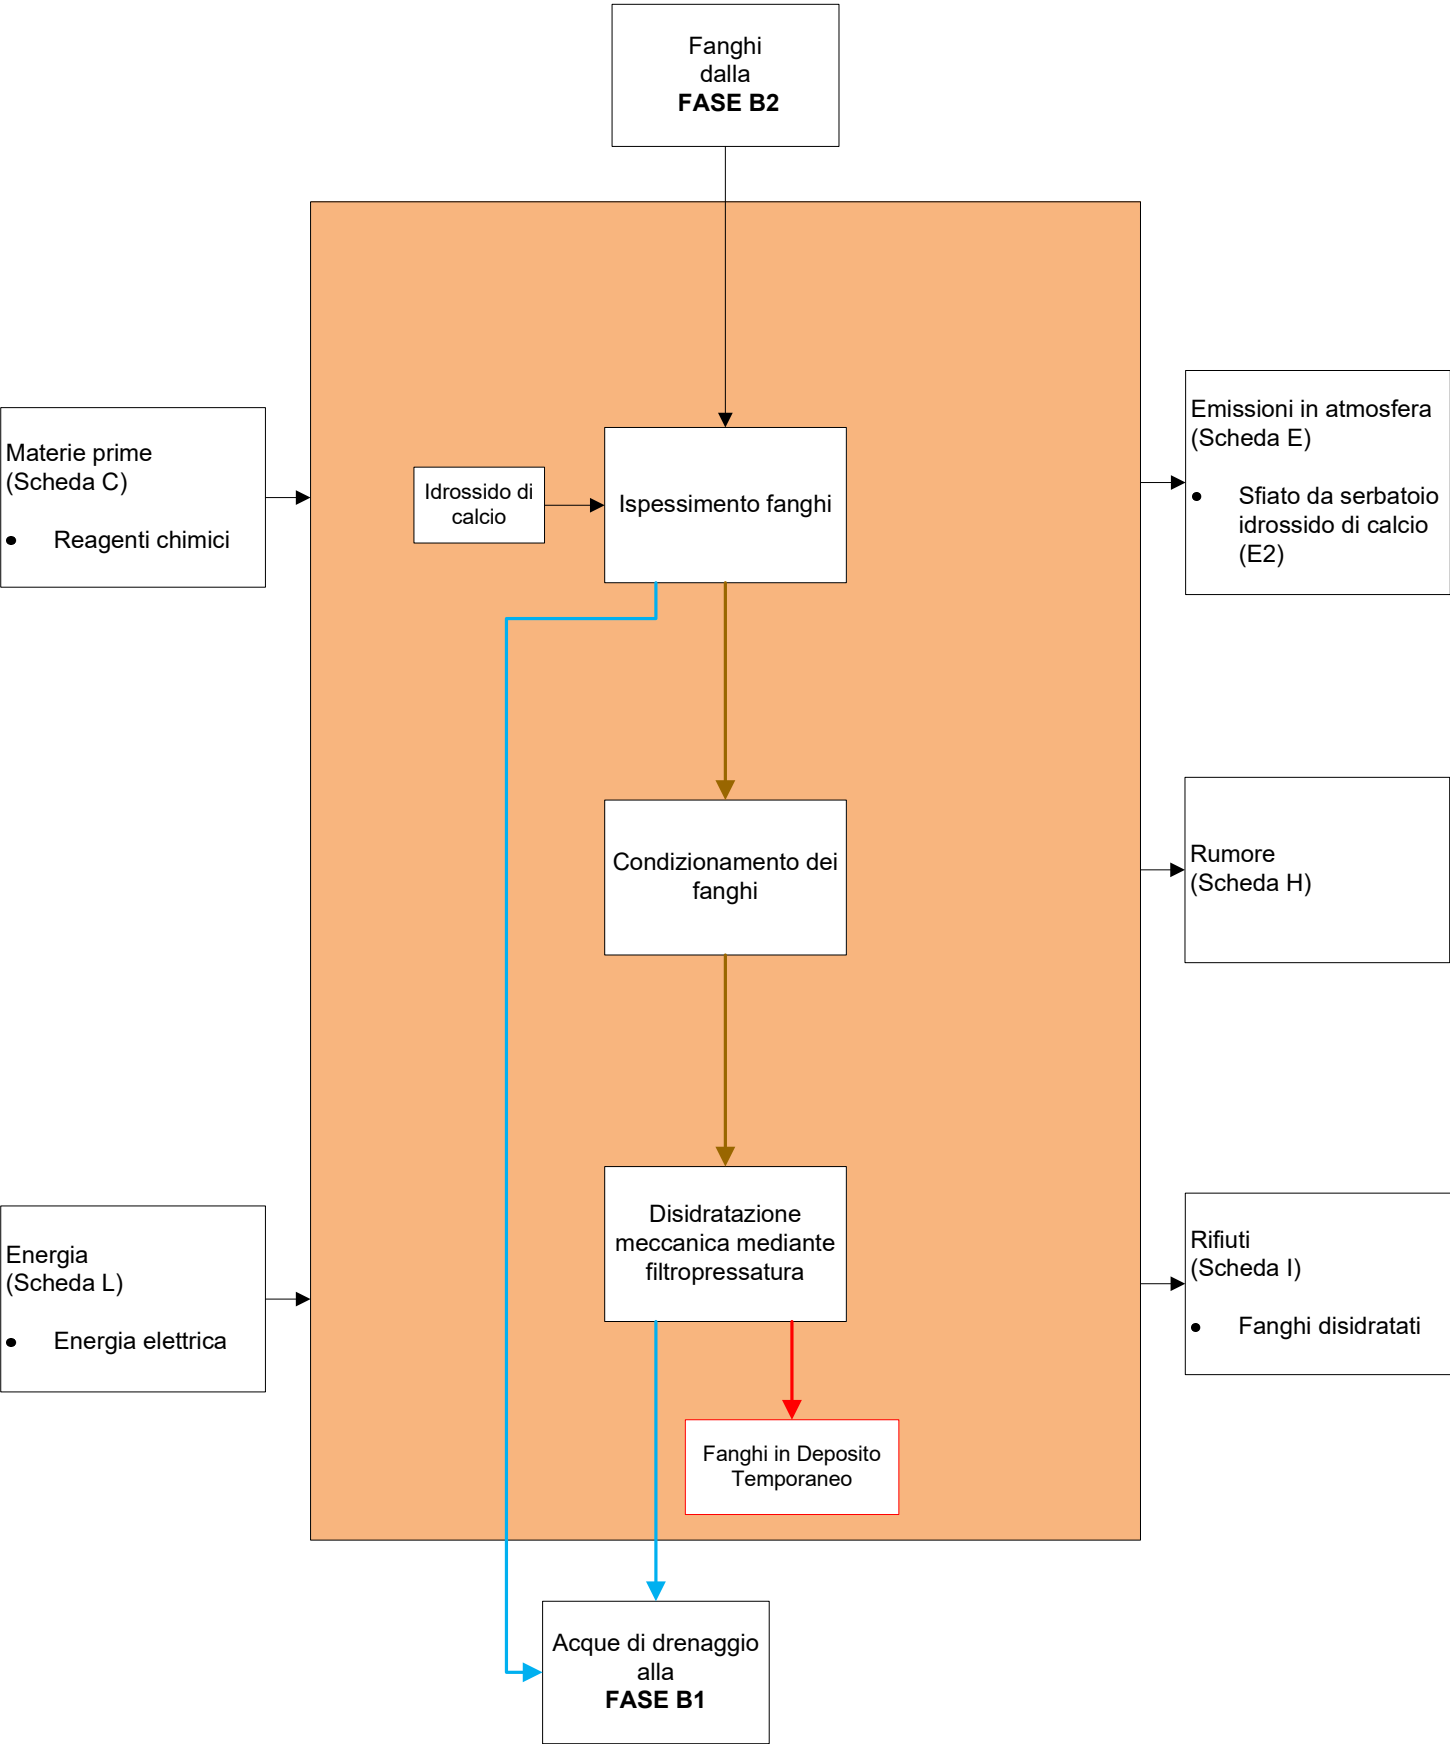 Fanghi
dalla
FASE B2
Materie prime
(Scheda C)
• Reagenti chimici
Idrossido di
calcio
Ispessimento fanghi
Emissioni in atmosfera
(Scheda E)
• Sfiato da serbatoio
idrossido di calcio
(E2)
Condizionamento dei
fanghi
Rumore
(Scheda H)
Energia
(Scheda L)
• Energia elettrica
Disidratazione
meccanica mediante
filtropressatura
Rifiuti
(Scheda I)
• Fanghi disidratati
Fanghi in Deposito
Temporaneo
Acque di drenaggio
alla
FASE B1